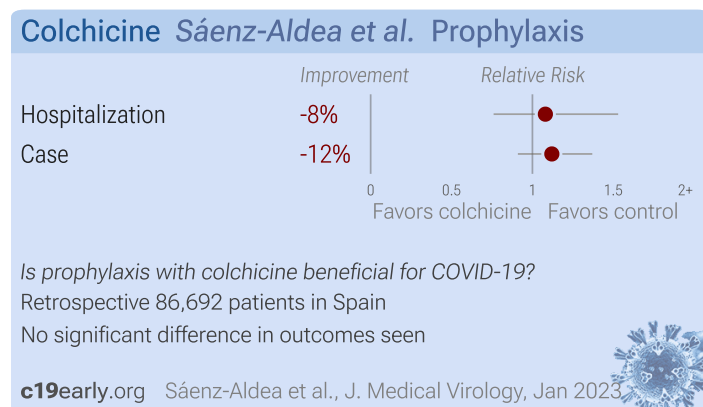 Colchicine Sáenz-Aldea et al. Prophylaxis
Improvement Relative Risk
Hospitalization -8%
Case -12%
0 0.5 1 1.5 2+
Favors colchicine Favors control
Is prophylaxis with colchicine beneficial for COVID-19?
Retrospective 86,692 patients in Spain
No significant difference in outcomes seen
c19early.org Sáenz-Aldea et al., J. Medical Virology, Jan 2023